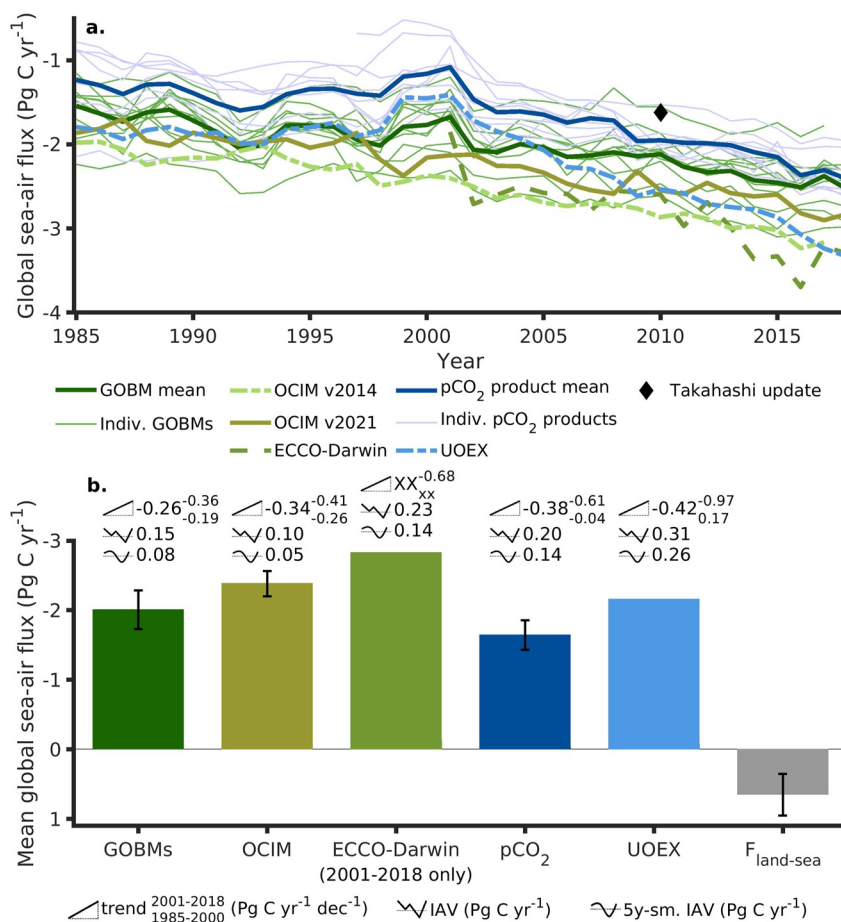 a.
Global sea-air flux (Pg C yr⁻¹)
-1
-2
-3
-4
1985 1990 1995 2000 2005 2010 2015
Year
GOBM mean OCIM v2014 pCO₂ product mean Takahashi update
Indiv. GOBMs OCIM v2021 Indiv. pCO₂ products
ECCO-Darwin UOEX
b.
Mean global sea-air flux (Pg C yr⁻¹)
XX -0.68 xx
-0.26 -0.36 -0.19 -0.34 -0.41 -0.26 0.23 -0.38 -0.61 -0.04 -0.42 -0.97 0.17
0.15 0.10 0.14 0.20 0.31
0.08 0.05 0.14 0.26
-3
-2
-1
0
1
GOBMs OCIM ECCO-Darwin pCO₂ UOEX F land-sea
(2001-2018 only)
trend 2001-2018 1985-2000 (Pg C yr⁻¹ dec⁻¹) IAV (Pg C yr⁻¹) 5y-sm. IAV (Pg C yr⁻¹)